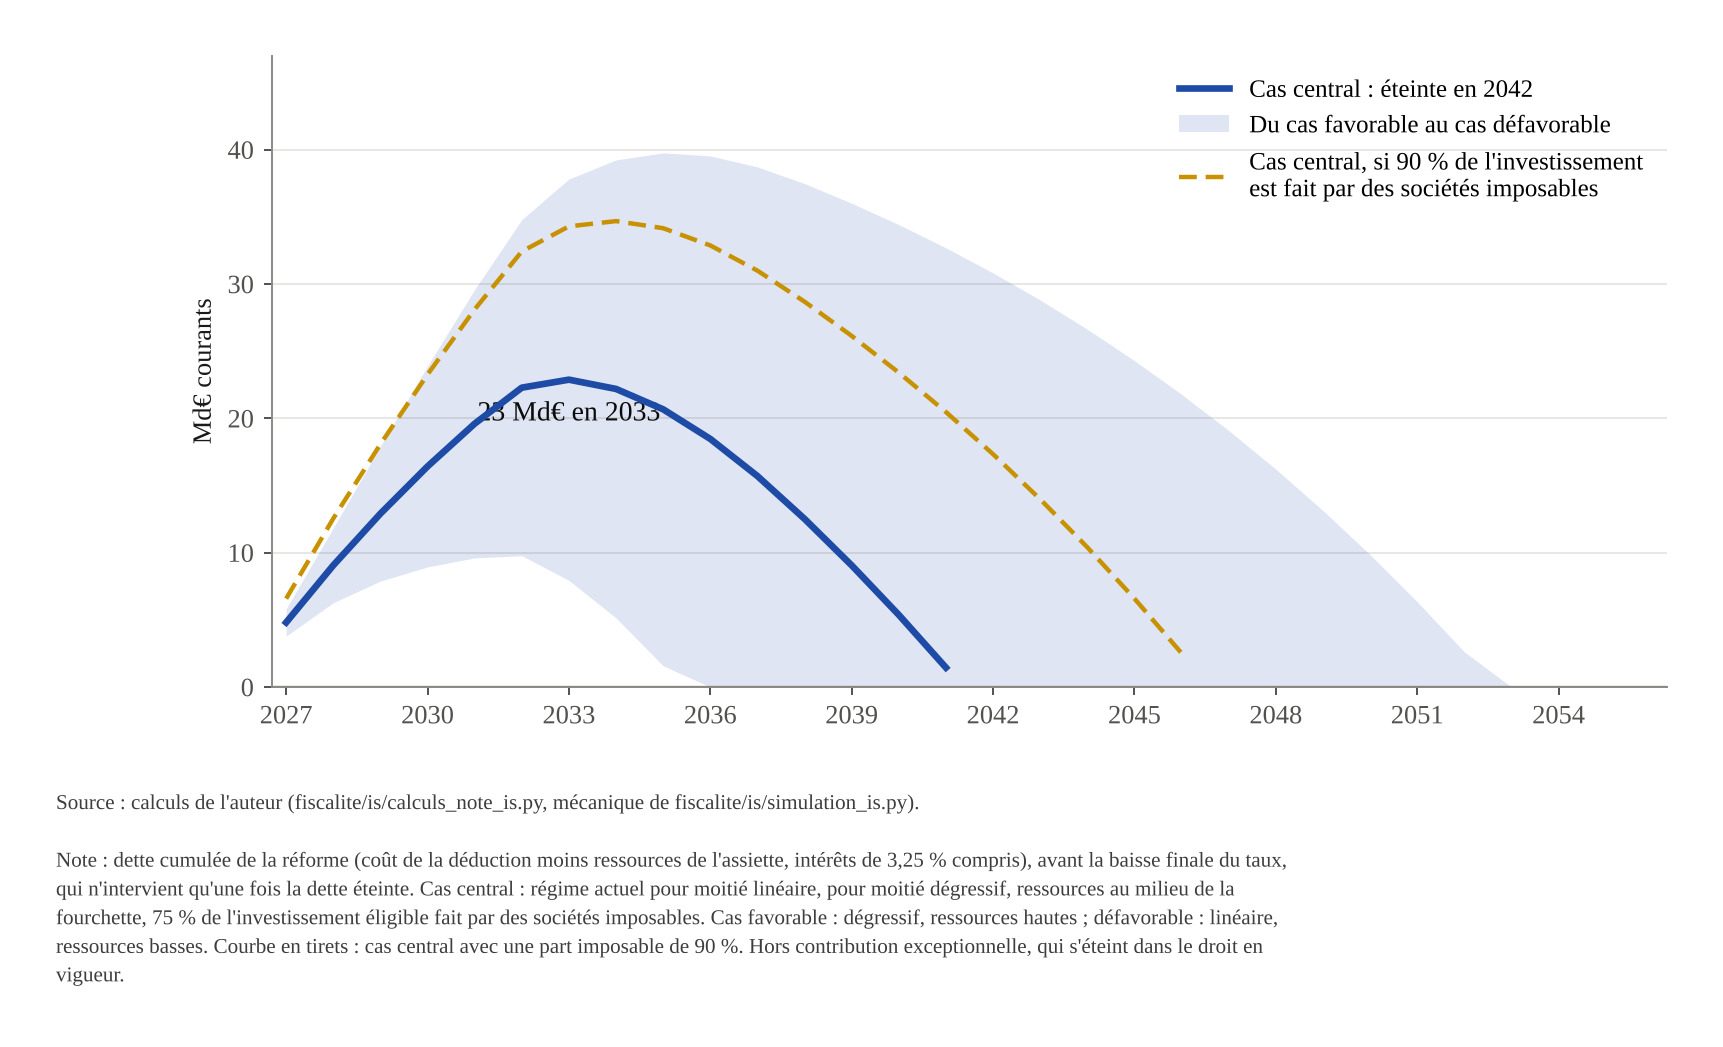 Cas central : éteinte en 2042
Du cas favorable au cas défavorable
Cas central, si 90 % de l'investissement
est fait par des sociétés imposables
Md€ courants
40
30
20
10
0
23 Md€ en 2033
2027 2030 2033 2036 2039 2042 2045 2048 2051 2054
Source : calculs de l'auteur (fiscalite/is/calculs_note_is.py, mécanique de fiscalite/is/simulation_is.py).
Note : dette cumulée de la réforme (coût de la déduction moins ressources de l'assiette, intérêts de 3,25 % compris), avant la baisse finale du taux,
qui n'intervient qu'une fois la dette éteinte. Cas central : régime actuel pour moitié linéaire, pour moitié dégressif, ressources au milieu de la
fourchette, 75 % de l'investissement éligible fait par des sociétés imposables. Cas favorable : dégressif, ressources hautes ; défavorable : linéaire,
ressources basses. Courbe en tirets : cas central avec une part imposable de 90 %. Hors contribution exceptionnelle, qui s'éteint dans le droit en
vigueur.